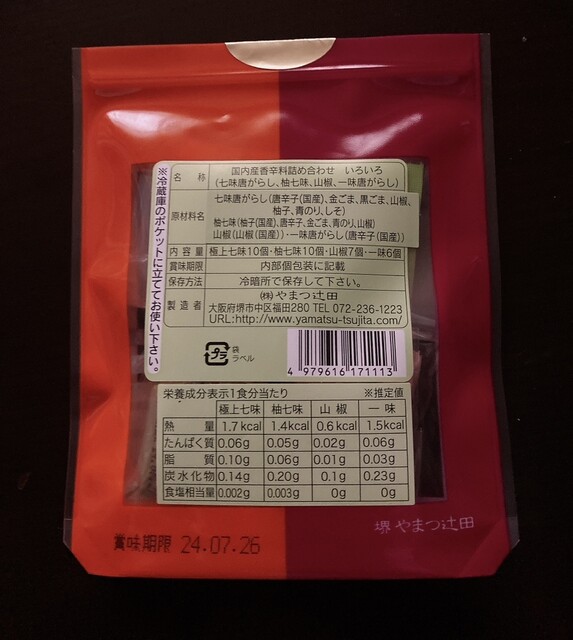 ※冷蔵庫のポケットに立ててお使い下さい。
名 称 国内産香辛料詰め合わせ いろいろ
(七味唐がらし、柚七味、山椒、一味唐がらし)
原材料名 七味唐がらし(唐辛子(国産)、金ごま、黒ごま、山椒、
柚子、青のり、しそ)
柚七味(柚子(国産)、唐辛子、金ごま、青のり、山椒)
山椒(山椒(国産))・一味唐がらし(唐辛子(国産))
内容量 極上七味10個・柚七味10個・山椒7個・一味6個
賞味期限 内部個包装に記載
保存方法 冷暗所で保存して下さい。
製造者 ㈱やまつ辻田
大阪府堺市中区福田280 TEL 072-236-1223
URL:http://www.yamatsu-tsujita.com/
プラ 袋
ラベル
4 979616 171113
栄養成分表示1食分当たり ※推定値
極上七味 柚七味 山椒 一味
熱 量 1.7kcal 1.4kcal 0.6kcal 1.5kcal
たんぱく質 0.06g 0.05g 0.02g 0.06g
脂 質 0.10g 0.06g 0.01g 0.03g
炭水化物 0.14g 0.20g 0.1g 0.23g
食塩相当量 0.002g 0.003g 0g 0g
堺 やまつ辻田
賞味期限 24.07.26